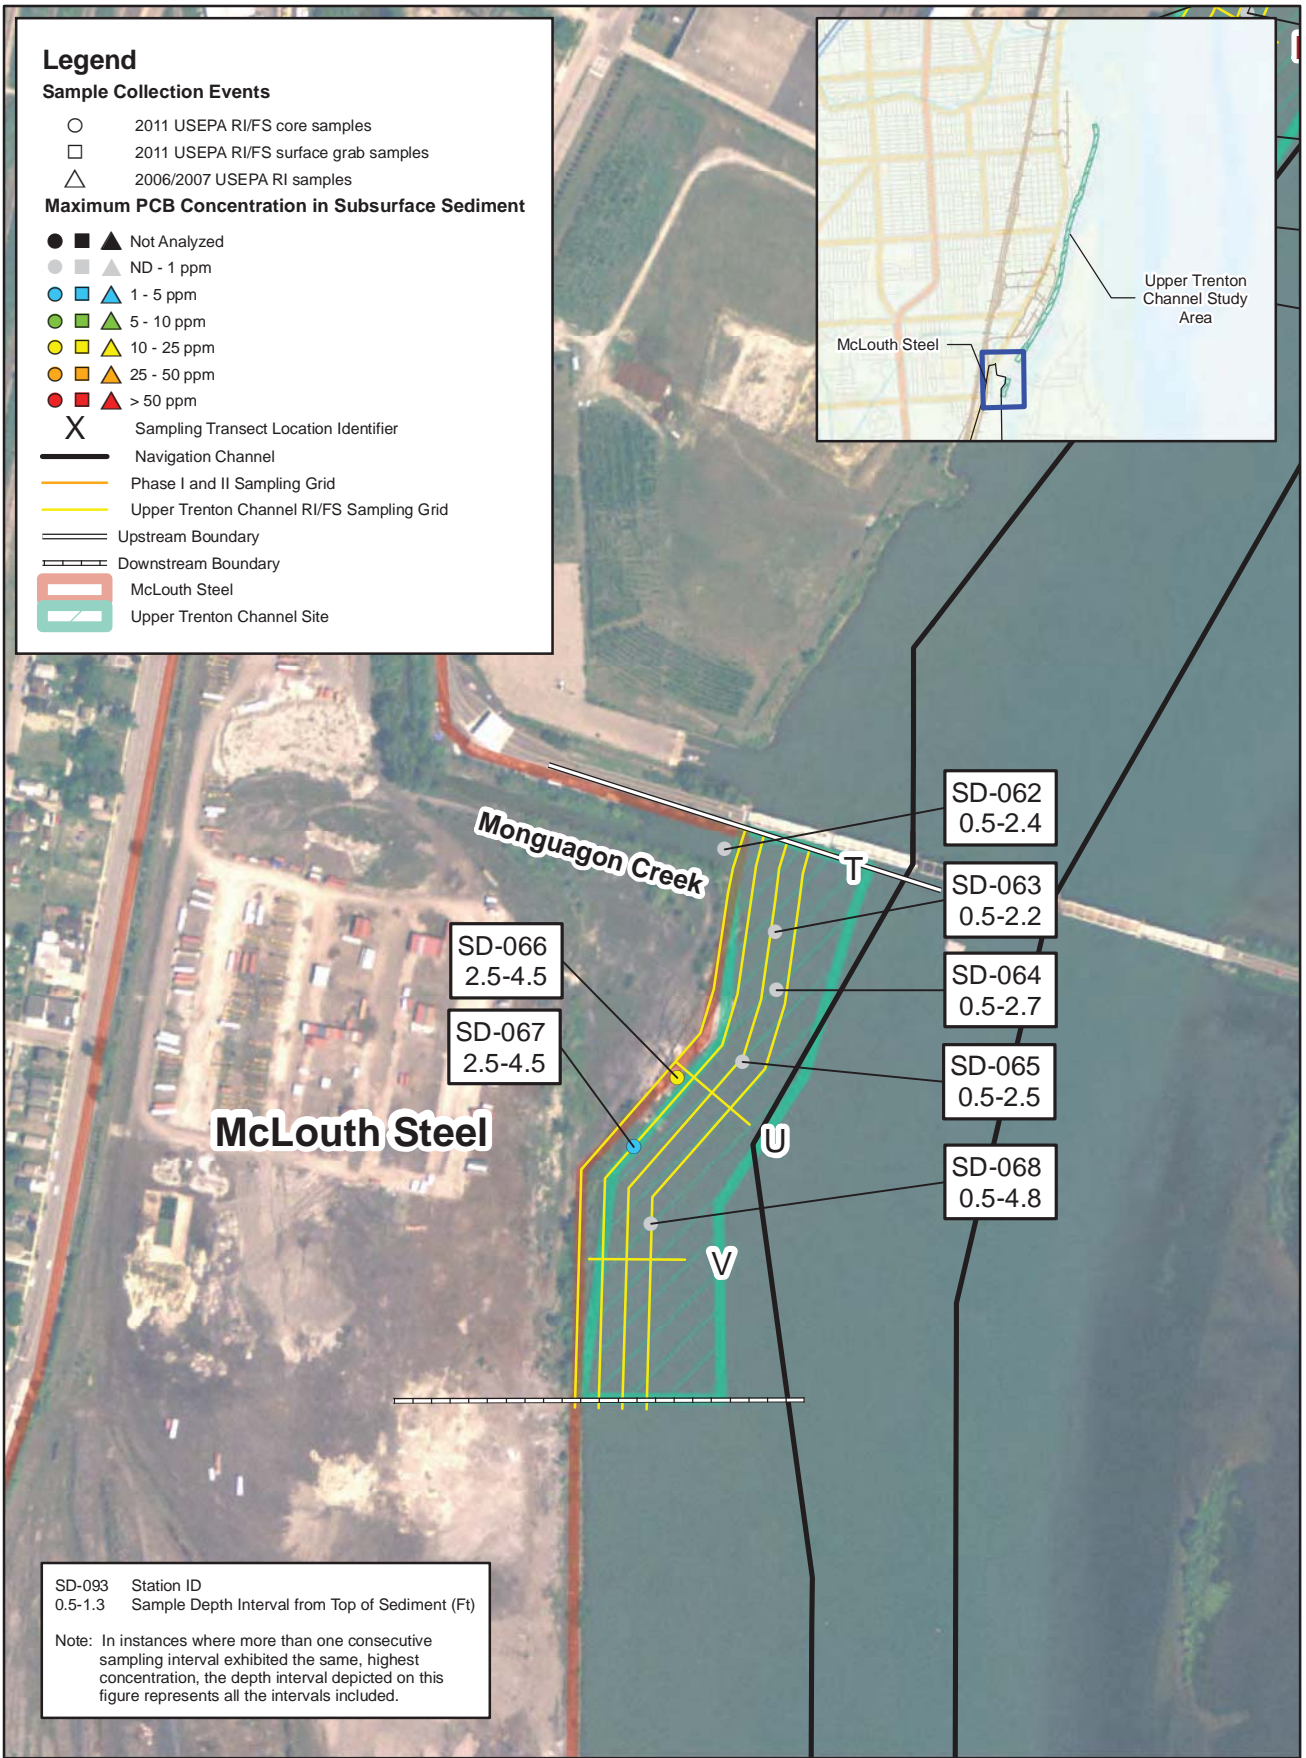 Legend
Sample Collection Events
2011 USEPA RI/FS core samples
2011 USEPA RI/FS surface grab samples
2006/2007 USEPA RI samples
Maximum PCB Concentration in Subsurface Sediment
Not Analyzed
ND - 1 ppm
1 - 5 ppm
5 - 10 ppm
10 - 25 ppm
25 - 50 ppm
> 50 ppm
X Sampling Transect Location Identifier
Navigation Channel
Phase I and II Sampling Grid
Upper Trenton Channel RI/FS Sampling Grid
Upstream Boundary
Downstream Boundary
McLouth Steel
Upper Trenton Channel Site
Upper Trenton
Channel Study
Area
McLouth Steel
Monguagon Creek
T
SD-062
0.5-2.4
SD-063
0.5-2.2
SD-064
0.5-2.7
SD-065
0.5-2.5
SD-066
2.5-4.5
SD-067
2.5-4.5
McLouth Steel
U
SD-068
0.5-4.8
V
SD-093 Station ID
0.5-1.3 Sample Depth Interval from Top of Sediment (Ft)
Note: In instances where more than one consecutive
sampling interval exhibited the same, highest
concentration, the depth interval depicted on this
figure represents all the intervals included.